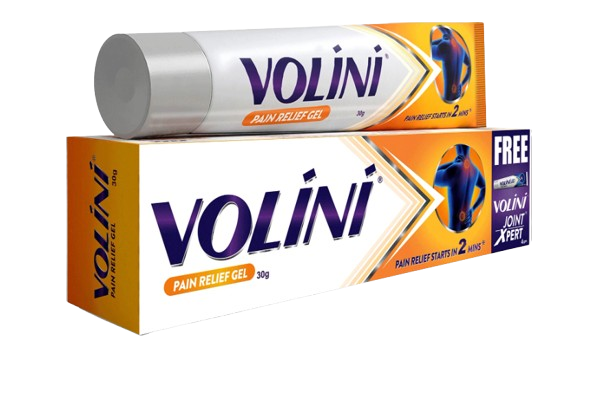 VOLINI
PAIN RELIEF GEL
30g
PAIN RELIEF STARTS IN 2 MINS*
VOLINI®
PAIN RELIEF GEL
30g
VOLINI®
PAIN RELIEF GEL 30g
PAIN RELIEF STARTS IN 2 MINS*
FREE
VOLINI
JOINT
XPERT